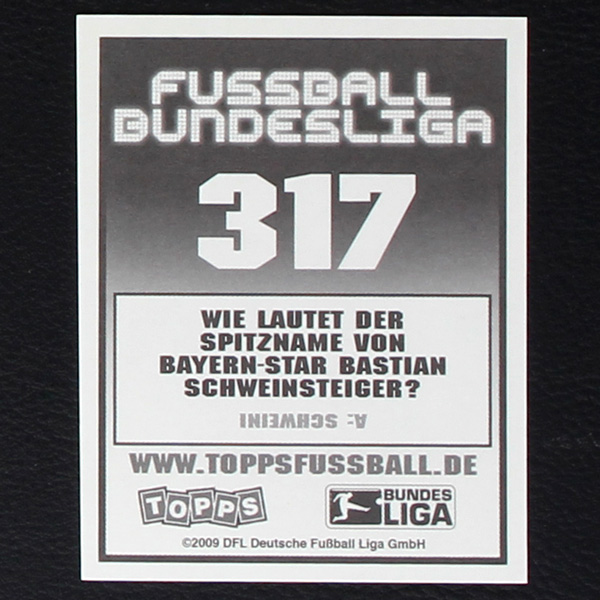 FUSSBALL
BUNDESLIGA
317
WIE LAUTET DER
SPITZNAME VON
BAYERN-STAR BASTIAN
SCHWEINSTEIGER?
A: SCHWEINI
WWW.TOPPSFUSSBALL.DE
TOPPS
BUNDES
LIGA
©2009 DFL Deutsche Fußball Liga GmbH